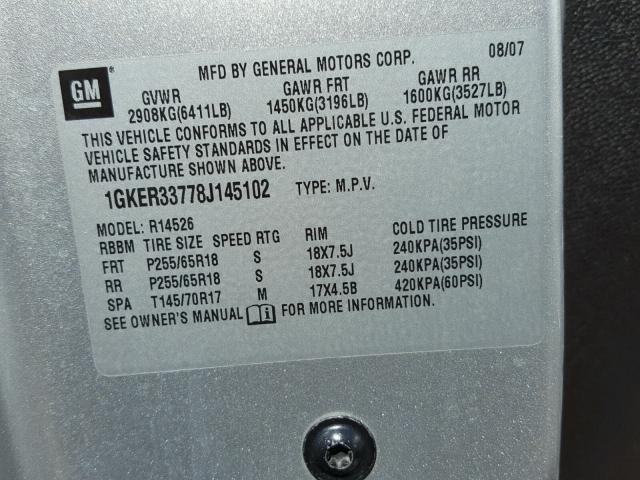 GM
MFD BY GENERAL MOTORS CORP. 08/07
GVWR GAWR FRT GAWR RR
2908KG(6411LB) 1450KG(3196LB) 1600KG(3527LB)
THIS VEHICLE CONFORMS TO ALL APPLICABLE U.S. FEDERAL MOTOR
VEHICLE SAFETY STANDARDS IN EFFECT ON THE DATE OF
MANUFACTURE SHOWN ABOVE.
1GKER33778J145102 TYPE: M.P.V.
MODEL: R14526
RBBM TIRE SIZE SPEED RTG RIM COLD TIRE PRESSURE
FRT P255/65R18 S 18X7.5J 240KPA(35PSI)
RR P255/65R18 S 18X7.5J 240KPA(35PSI)
SPA T145/70R17 M 17X4.5B 420KPA(60PSI)
SEE OWNER'S MANUAL FOR MORE INFORMATION.